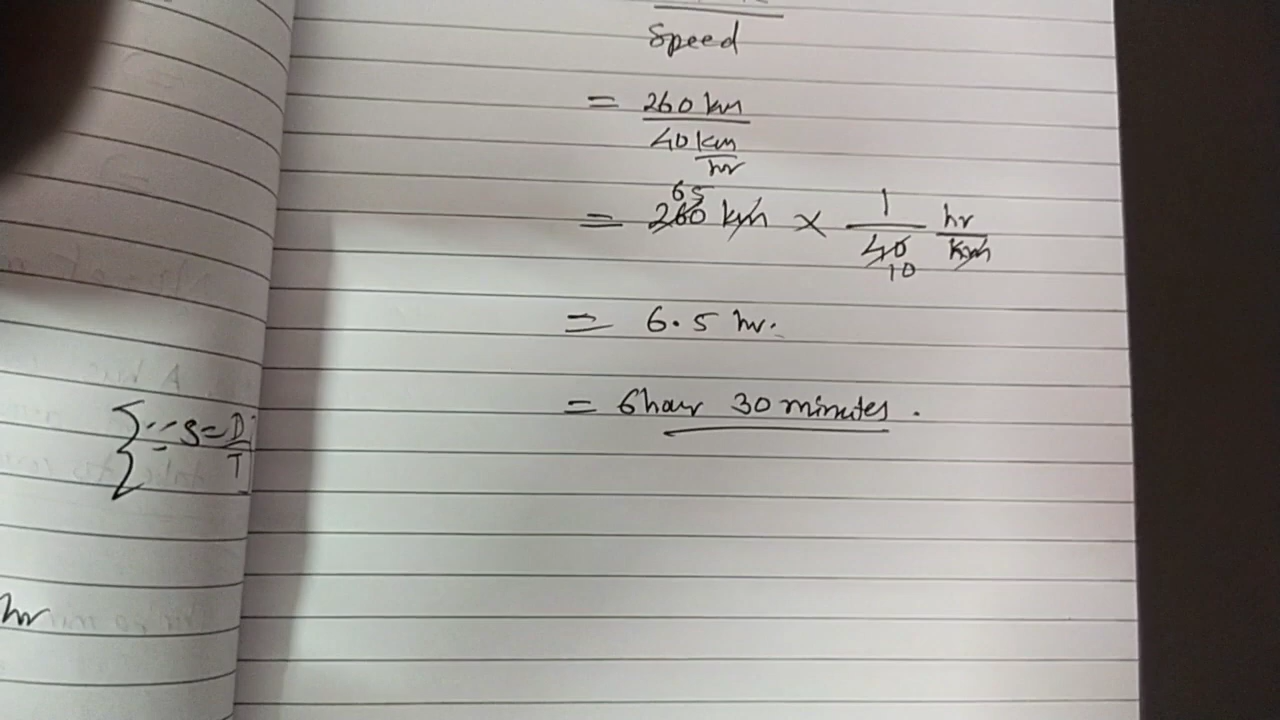 Speed
= 260 km
40 km
hr
65
= 260 km × 1 hr
40 km
10
= 6.5 hr.
= 6 hour 30 minutes.
{∵ S = D
T
hr